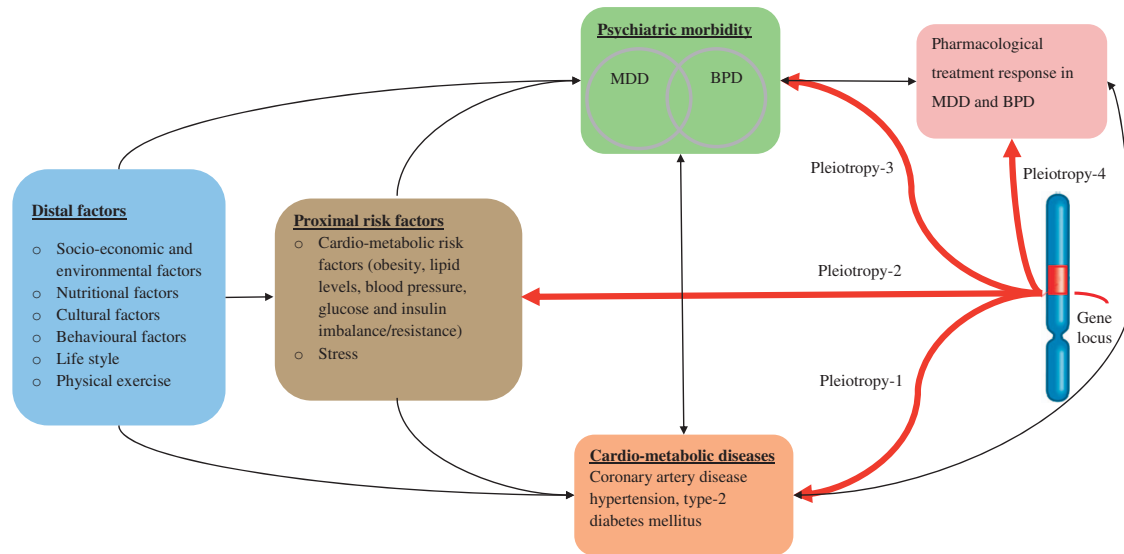 Psychiatric morbidity
MDD
BPD
Pharmacological
treatment response in
MDD and BPD
Pleiotropy-3
Pleiotropy-4
Distal factors
○ Socio-economic and
environmental factors
○ Nutritional factors
○ Cultural factors
○ Behavioural factors
○ Life style
○ Physical exercise
Proximal risk factors
○ Cardio-metabolic risk
factors (obesity, lipid
levels, blood pressure,
glucose and insulin
imbalance/resistance)
○ Stress
Pleiotropy-2
Gene
locus
Pleiotropy-1
Cardio-metabolic diseases
Coronary artery disease
hypertension, type-2
diabetes mellitus